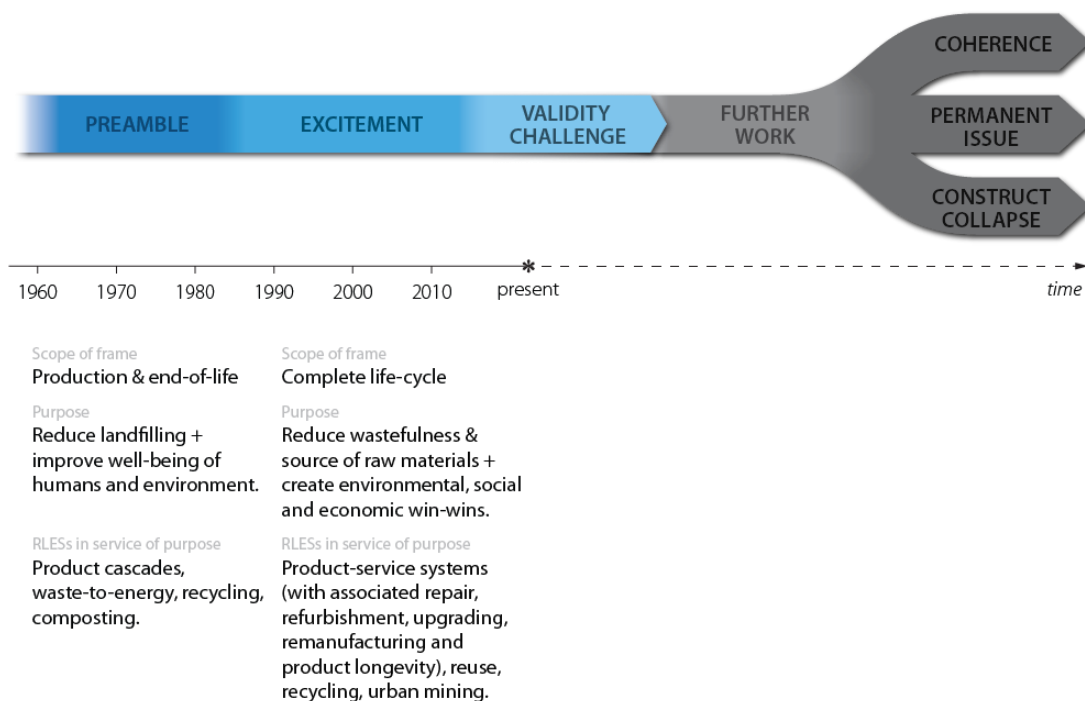 COHERENCE
PREAMBLE
EXCITEMENT
VALIDITY
CHALLENGE
FURTHER
WORK
PERMANENT
ISSUE
CONSTRUCT
COLLAPSE
*
1960
1970
1980
1990
2000
2010
present
time
Scope of frame
Production & end-of-life
Purpose
Reduce landfilling +
improve well-being of
humans and environment.
RLESs in service of purpose
Product cascades,
waste-to-energy, recycling,
composting.
Scope of frame
Complete life-cycle
Purpose
Reduce wastefulness &
source of raw materials +
create environmental, social
and economic win-wins.
RLESs in service of purpose
Product-service systems
(with associated repair,
refurbishment, upgrading,
remanufacturing and
product longevity), reuse,
recycling, urban mining.